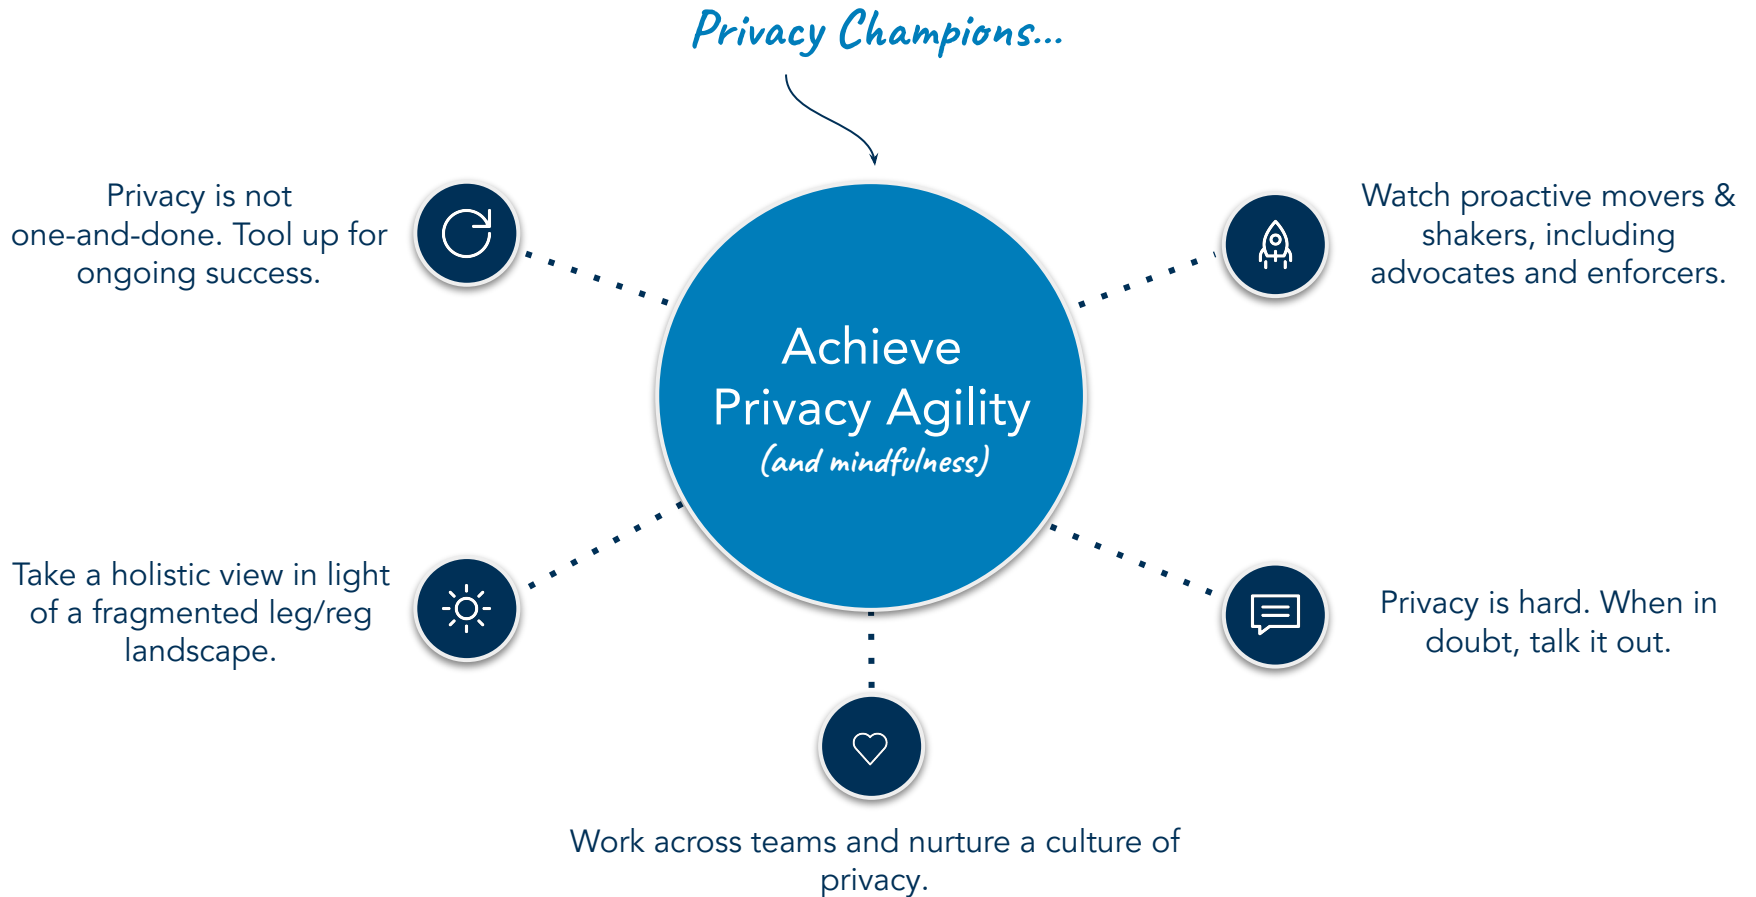 Privacy Champions...
Privacy is not
one-and-done. Tool up for
ongoing success.
Watch proactive movers &
shakers, including
advocates and enforcers.
Achieve
Privacy Agility
(and mindfulness)
Take a holistic view in light
of a fragmented leg/reg
landscape.
Privacy is hard. When in
doubt, talk it out.
Work across teams and nurture a culture of
privacy.